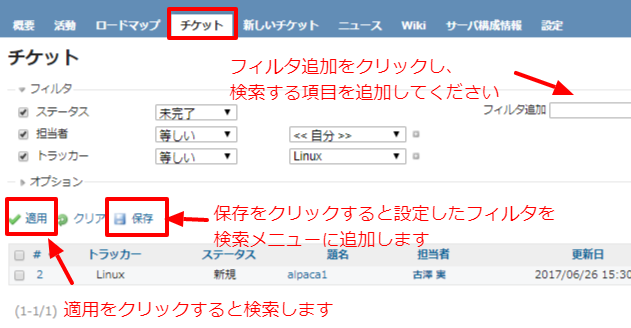 概要 活動 ロードマップ チケット 新しいチケット ニュース Wiki サーバ構成情報 設定
チケット
フィルタ追加をクリックし、
検索する項目を追加してください
フィルタ
ステータス 未完了 フィルタ追加
担当者 等しい << 自分 >>
トラッカー 等しい Linux
オプション
適用 クリア 保存
保存をクリックすると設定したフィルタを
検索メニューに追加します
# トラッカー ステータス 題名 担当者 更新日
2 Linux 新規 alpaca1 古澤 実 2017/06/26 15:30
(1-1/1) 適用をクリックすると検索します